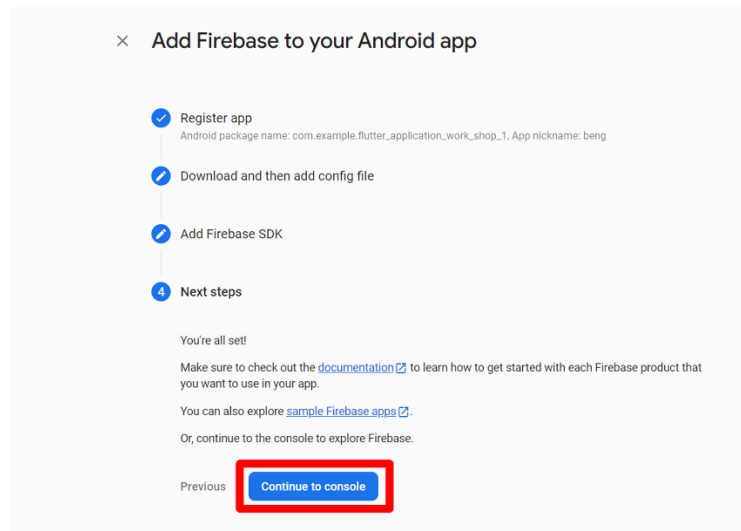 Add Firebase to your Android app
Register app
Android package name: com.example.flutter_application_work_shop_1, App nickname: beng
Download and then add config file
Add Firebase SDK
4 Next steps
You're all set!
Make sure to check out the documentation to learn how to get started with each Firebase product that
you want to use in your app.
You can also explore sample Firebase apps.
Or, continue to the console to explore Firebase.
Previous Continue to console